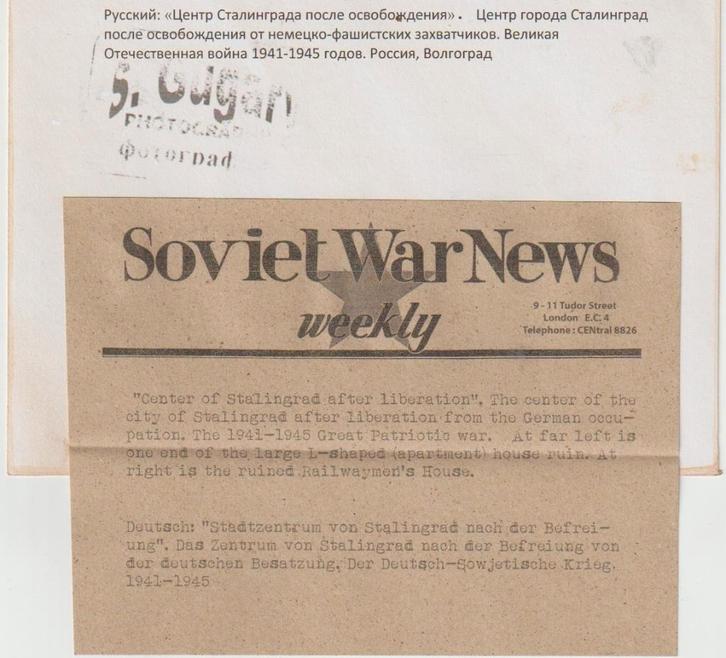 Русский: «Центр Сталинграда после освобождения». Центр города Сталинград
после освобождения от немецко-фашистских захватчиков. Великая
Отечественная война 1941-1945 годов. Россия, Волгоград
S.
фотограф
Soviet War News
weekly
9 - 11 Tudor Street
London E.C. 4
Telephone : CENtral 8826
"Center of Stalingrad after liberation". The center of the
city of Stalingrad after liberation from the German occu-
pation. The 1941-1945 Great Patriotic war. At far left is
one end of the large L-shaped (apartment) house ruin. At
right is the ruined Railwaymen's House.
Deutsch: "Stadtzentrum von Stalingrad nach der Befrei-
ung". Das Zentrum von Stalingrad nach der Befreiung von
der deutschen Besatzung. Der Deutsch-Sowjetische Krieg.
1941-1945